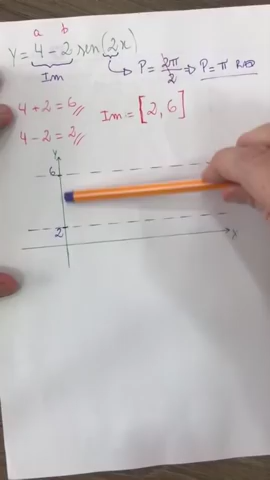 a b
Y = 4 - 2 sen(2x)
Im
P = 2π/2 ⇒ P = π RAD
4 + 2 = 6
4 - 2 = 2
Im = [2, 6]
Y
6
2
X